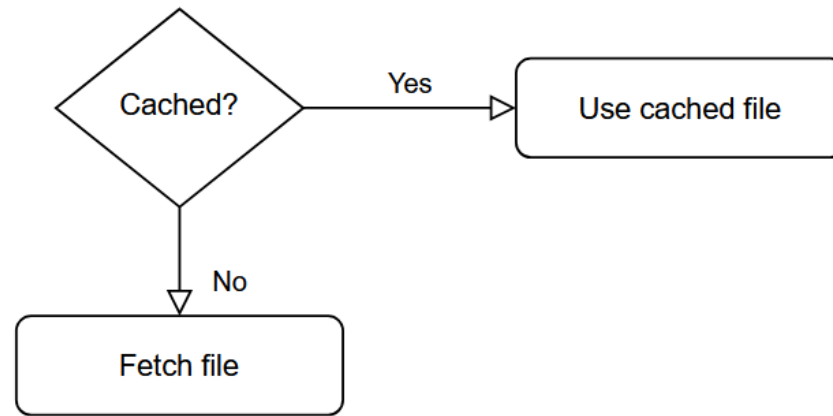 Cached?
Yes
Use cached file
No
Fetch file